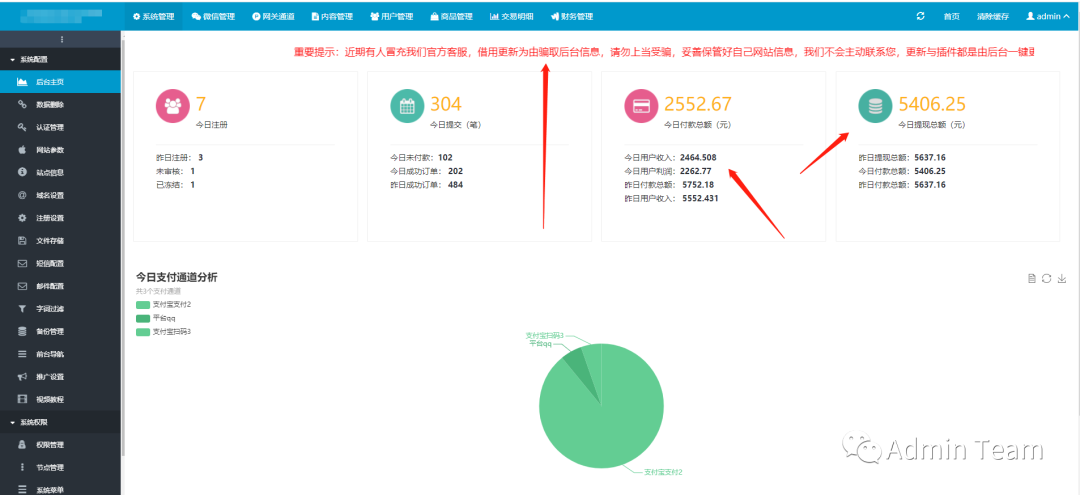 系统管理 微信管理 网关通道 内容管理 用户管理 商品管理 交易明细 财务管理 首页 清除缓存 admin
重要提示：近期有人冒充我们官方客服，借用更新为由骗取后台信息，请勿上当受骗，妥善保管好自己网站信息，我们不会主动联系您，更新与插件都是由后台一键更
系统配置
后台主页
数据删除
认证管理
网站参数
站点信息
域名设置
注册设置
文件存储
短信配置
邮件配置
字词过滤
备份管理
前台导航
推广设置
视频教程
系统权限
权限管理
节点管理
系统菜单
7
今日注册
昨日注册： 3
未审核： 1
已冻结： 1
304
今日提交（笔）
今日未付款：102
今日成功订单： 202
昨日成功订单： 484
2552.67
今日付款总额（元）
今日用户收入：2464.508
今日用户利润：2262.77
昨日付款总额： 5752.18
昨日用户收入： 5552.431
5406.25
今日提现总额（元）
昨日提现总额：5637.16
今日付款总额：5406.25
昨日付款总额：5637.16
今日支付通道分析
共3个支付通道
支付宝支付2
平台qq
支付宝扫码3
支付宝扫码3
平台qq
支付宝支付2
Admin Team